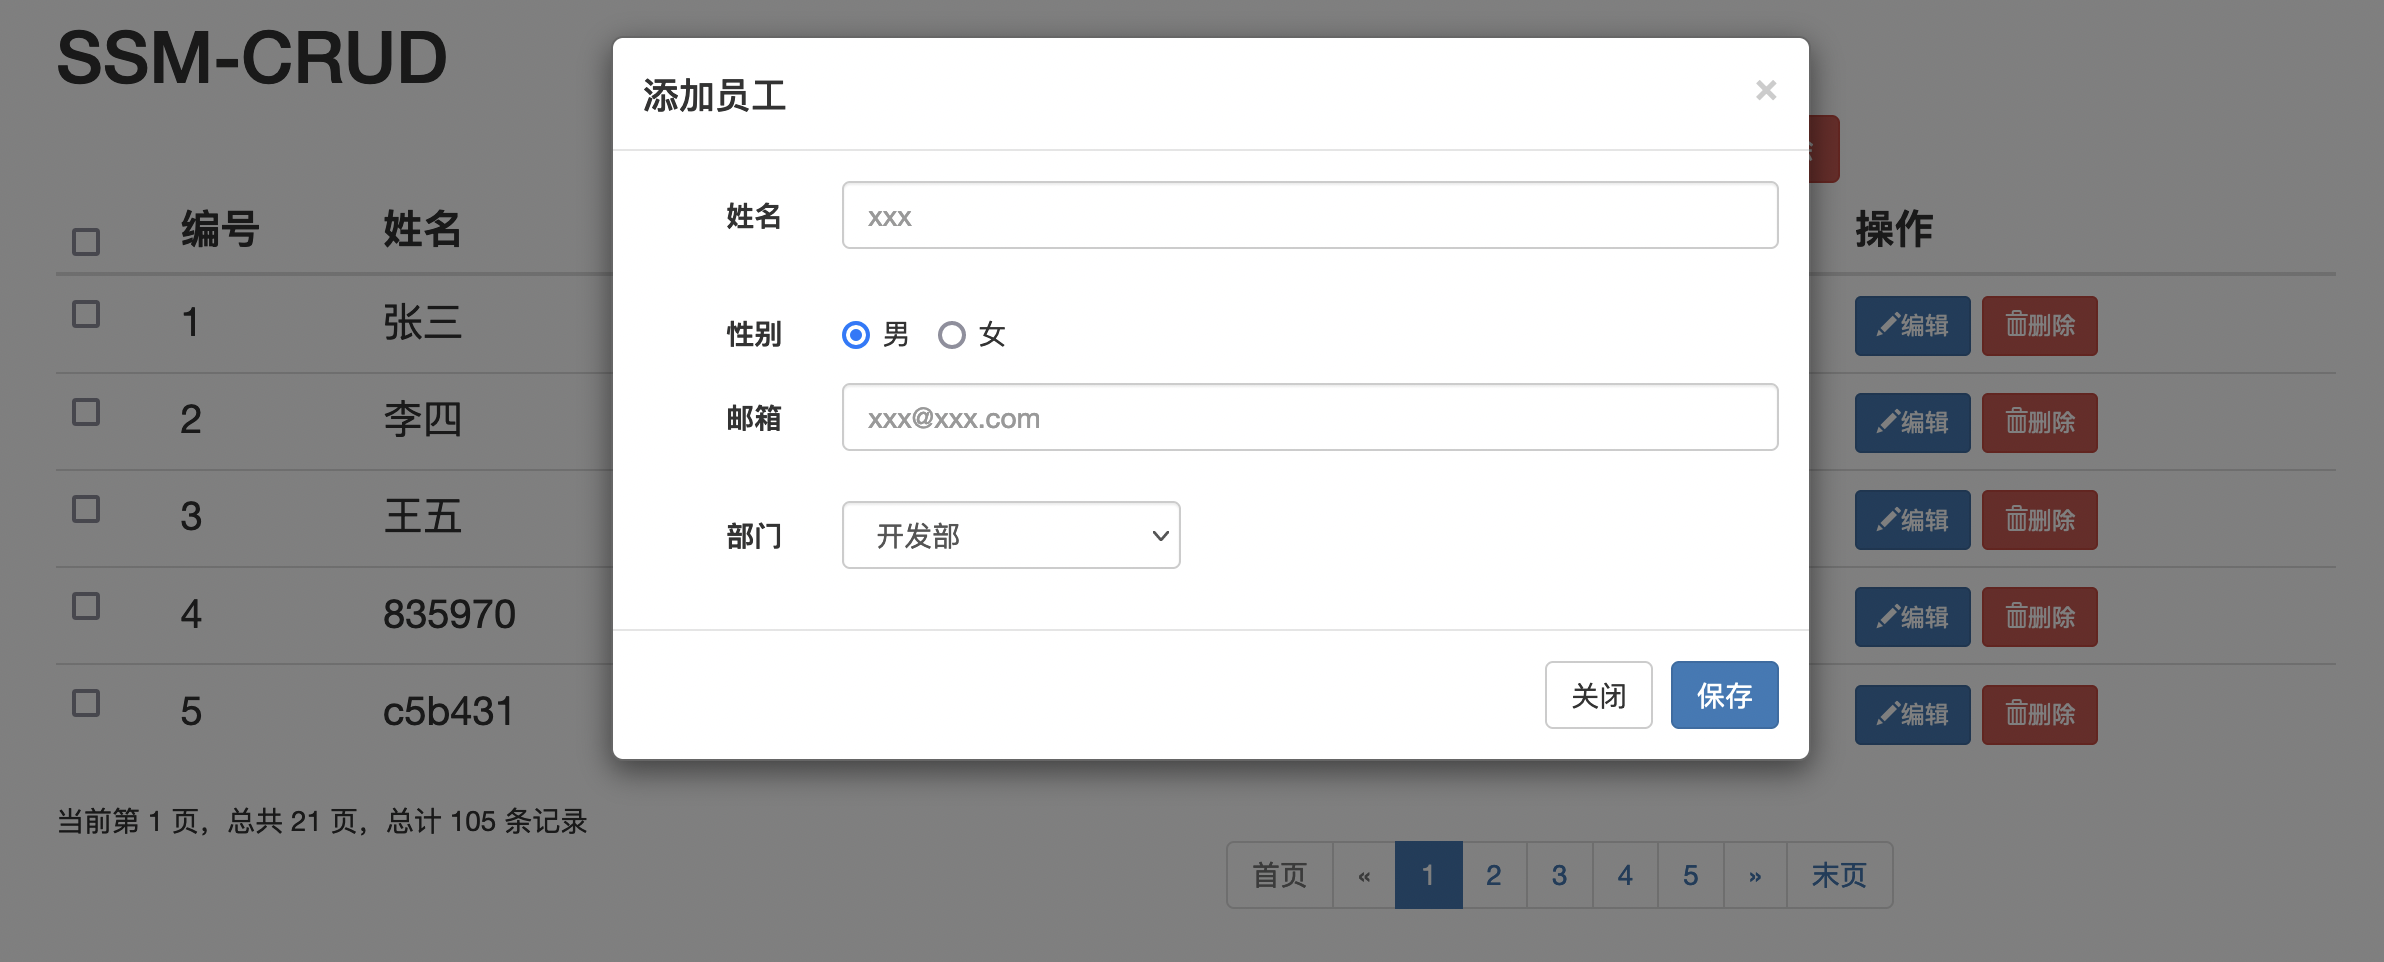 SSM-CRUD
添加员工
×
姓名
xxx
性别 男 女
邮箱
xxx@xxx.com
部门
开发部
关闭 保存
编号 姓名 操作
1 张三 编辑 删除
2 李四 编辑 删除
3 王五 编辑 删除
4 835970 编辑 删除
5 c5b431 编辑 删除
当前第 1 页，总共 21 页，总计 105 条记录
首页 « 1 2 3 4 5 » 末页